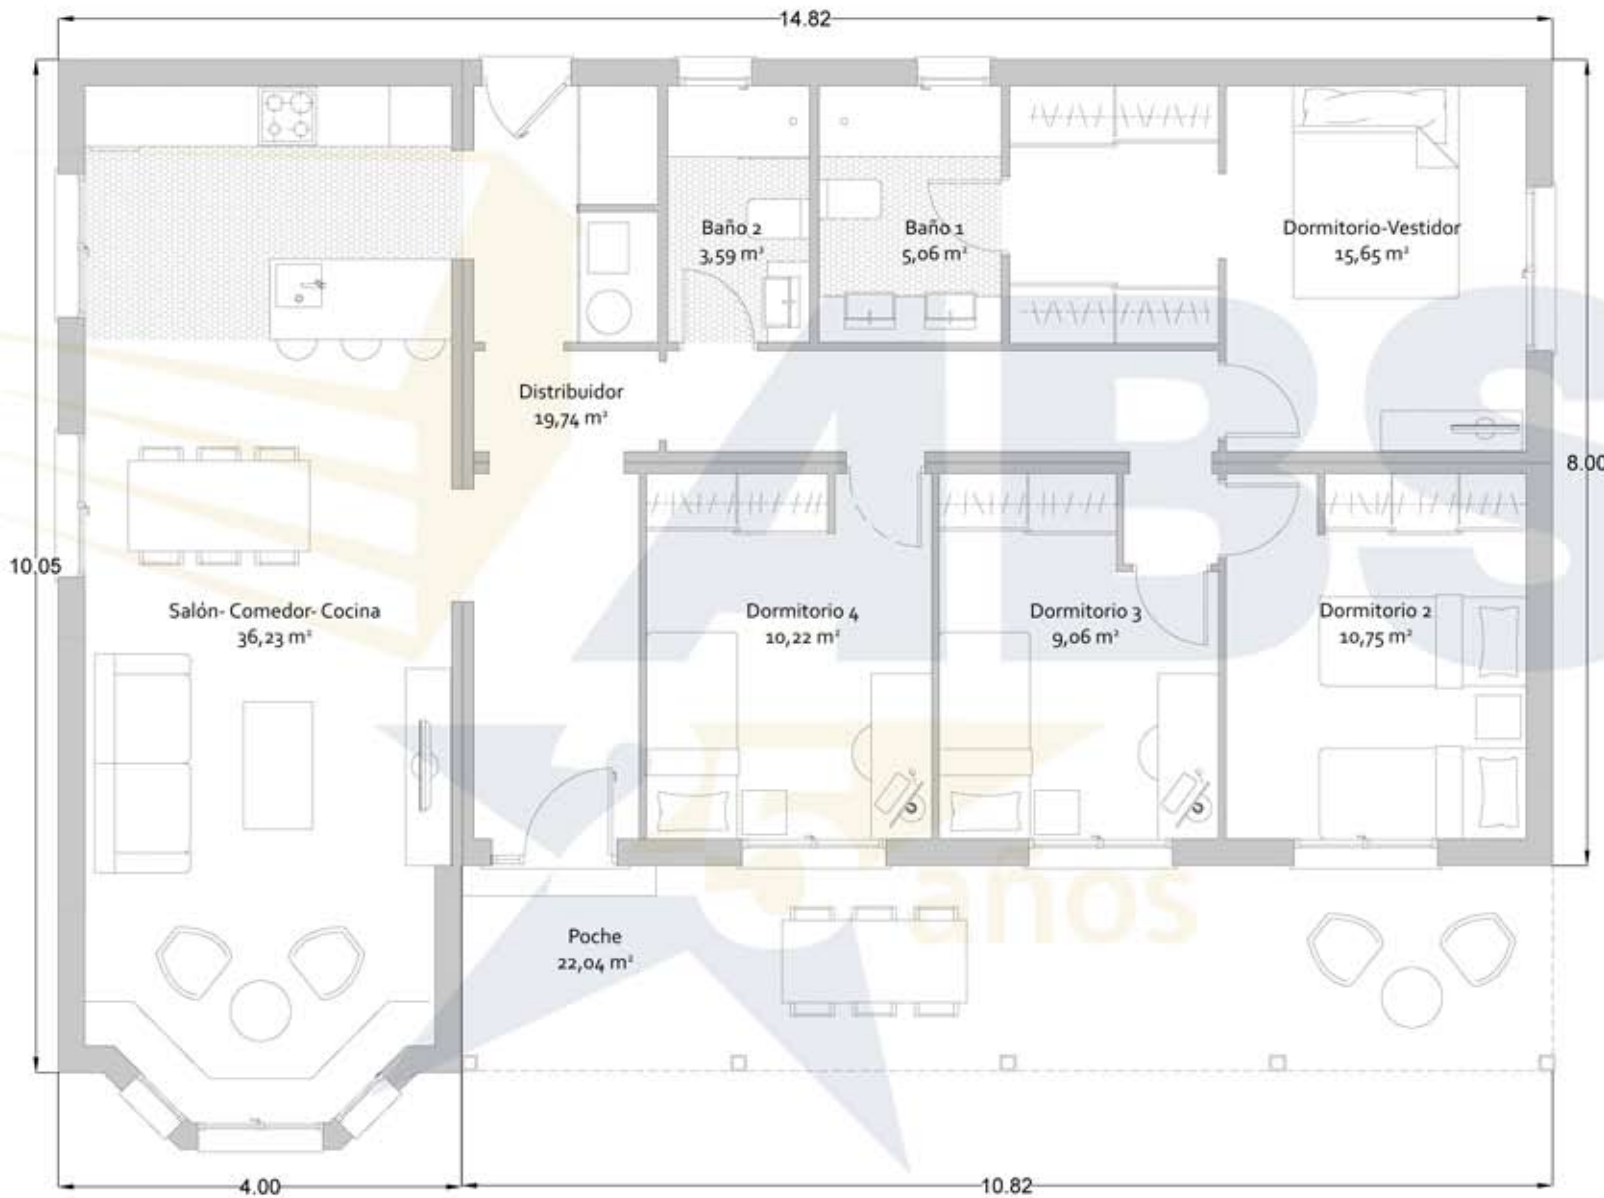 14.82
Baño 2
3,59 m²
Baño 1
5,06 m²
Dormitorio-Vestidor
15,65 m²
Distribuidor
19,74 m²
8.00
10.05
Salón- Comedor- Cocina
36,23 m²
Dormitorio 4
10,22 m²
Dormitorio 3
9,06 m²
Dormitorio 2
10,75 m²
Poche
22,04 m²
4.00
10.82
ABS
5
años